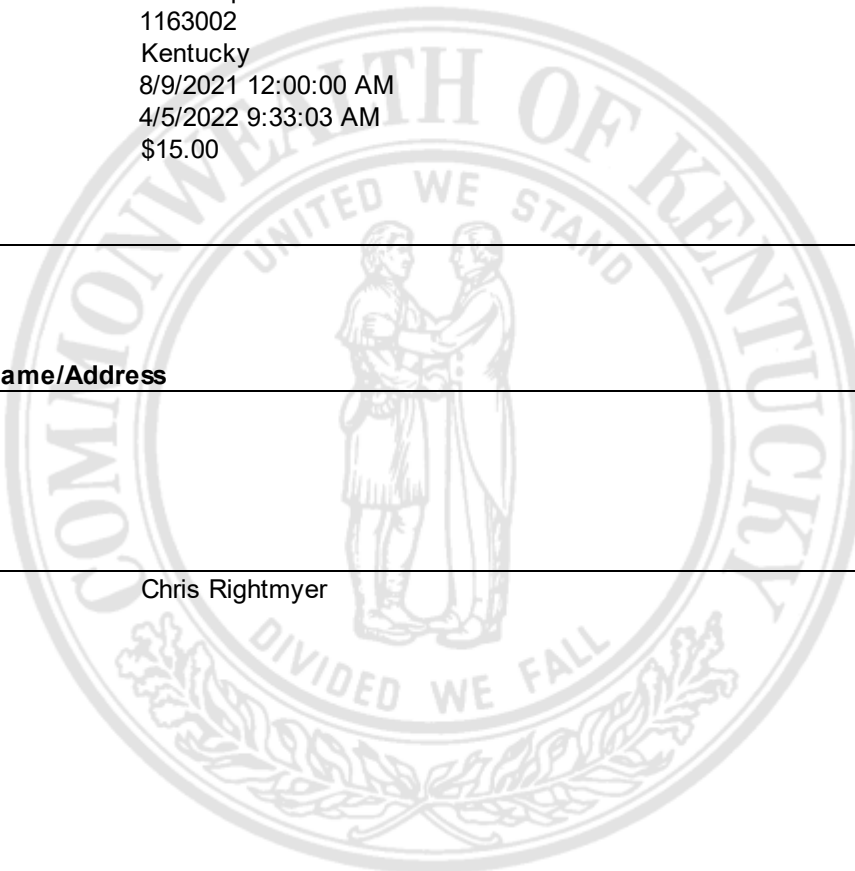 1163002
Kentucky
8/9/2021 12:00:00 AM
4/5/2022 9:33:03 AM
$15.00
COMMONWEALTH OF KENTUCKY
UNITED WE STAND
ame/Address
Chris Rightmyer
DIVIDED WE FALL